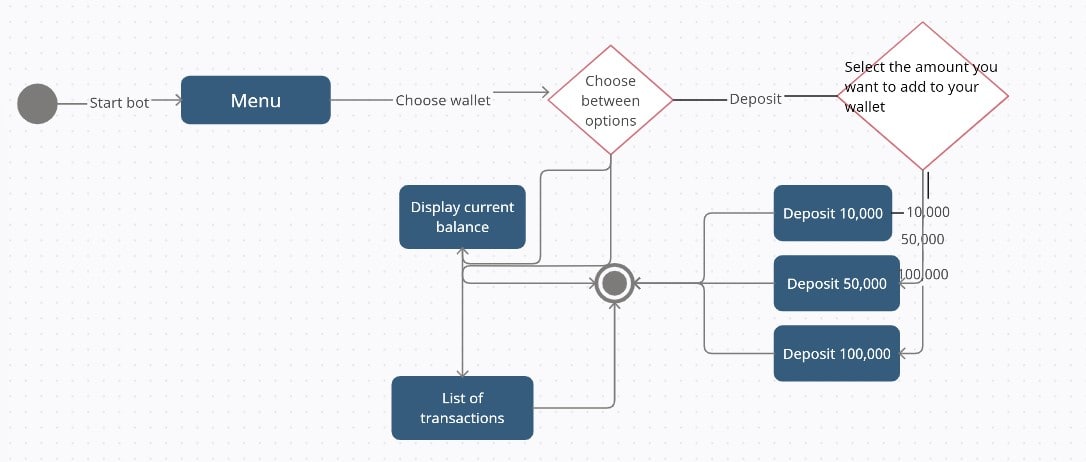 Start bot
Menu
Choose wallet
Choose
between
options
Deposit
Select the amount you
want to add to your
wallet
Display current
balance
Deposit 10,000
10,000
50,000
Deposit 50,000
100,000
Deposit 100,000
List of
transactions